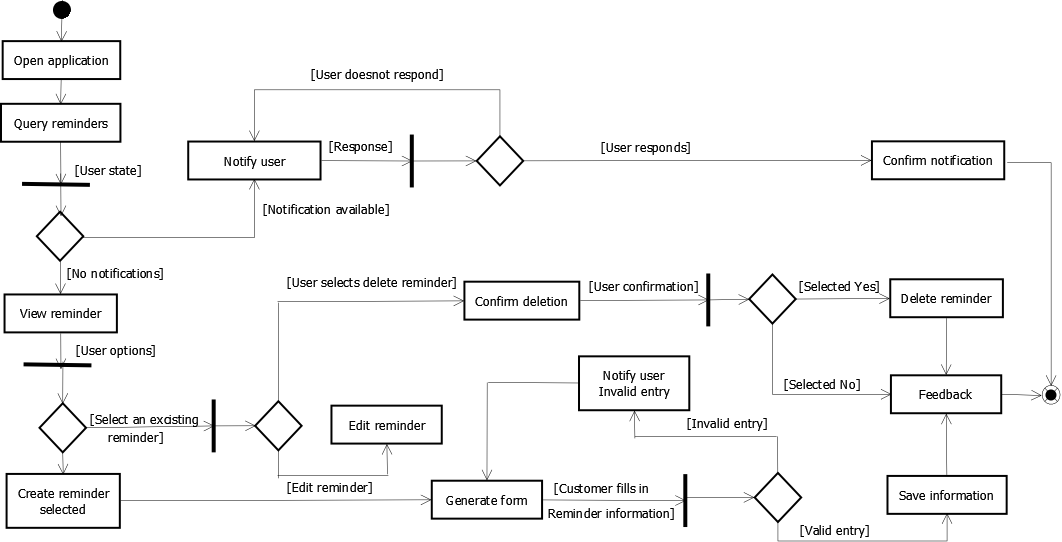 Open application
Query reminders
[User state]
[User doesnot respond]
Notify user
[Response]
[User responds]
Confirm notification
[Notification available]
[No notifications]
View reminder
[User options]
[User selects delete reminder]
Confirm deletion
[User confirmation]
[Selected Yes]
Delete reminder
[Selected No]
Feedback
Notify user
Invalid entry
[Select an excisting
reminder]
Edit reminder
[Edit reminder]
[Invalid entry]
Create reminder
selected
Generate form
[Customer fills in
Reminder information]
[Valid entry]
Save information